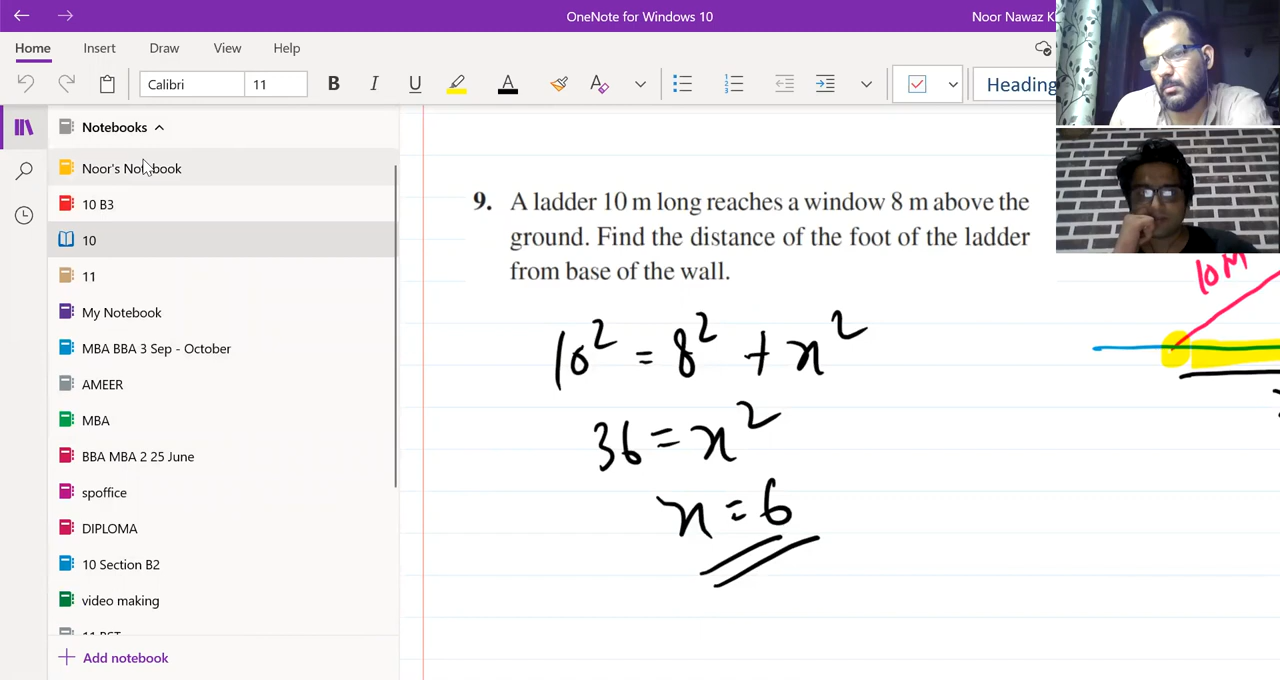 OneNote for Windows 10
Noor Nawaz K
Home Insert Draw View Help
Calibri 11 B I U A A Heading
Notebooks
Noor's Notebook
10 B3
10
11
My Notebook
MBA BBA 3 Sep - October
AMEER
MBA
BBA MBA 2 25 June
spoffice
DIPLOMA
10 Section B2
video making
11 BST
Add notebook
9. A ladder 10 m long reaches a window 8 m above the
ground. Find the distance of the foot of the ladder
from base of the wall.
10² = 8² + x²
36 = x²
x = 6
10M